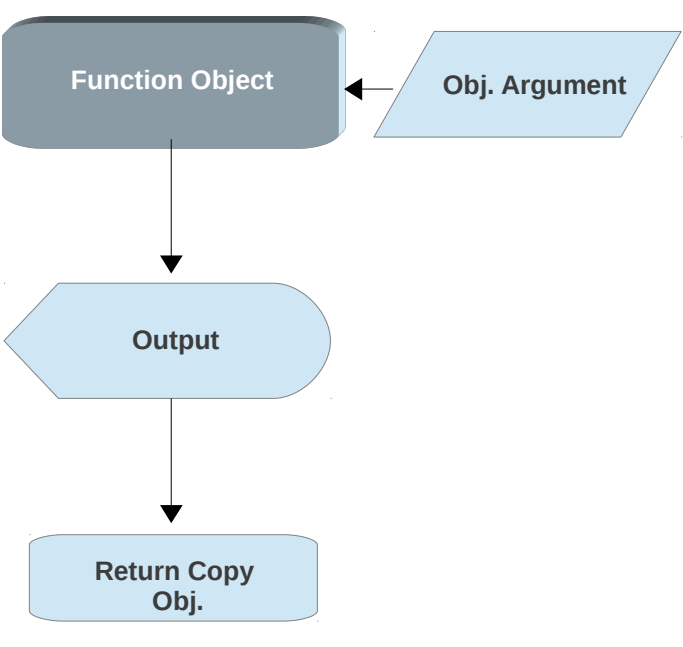 Function Object
Obj. Argument
Output
Return Copy
Obj.